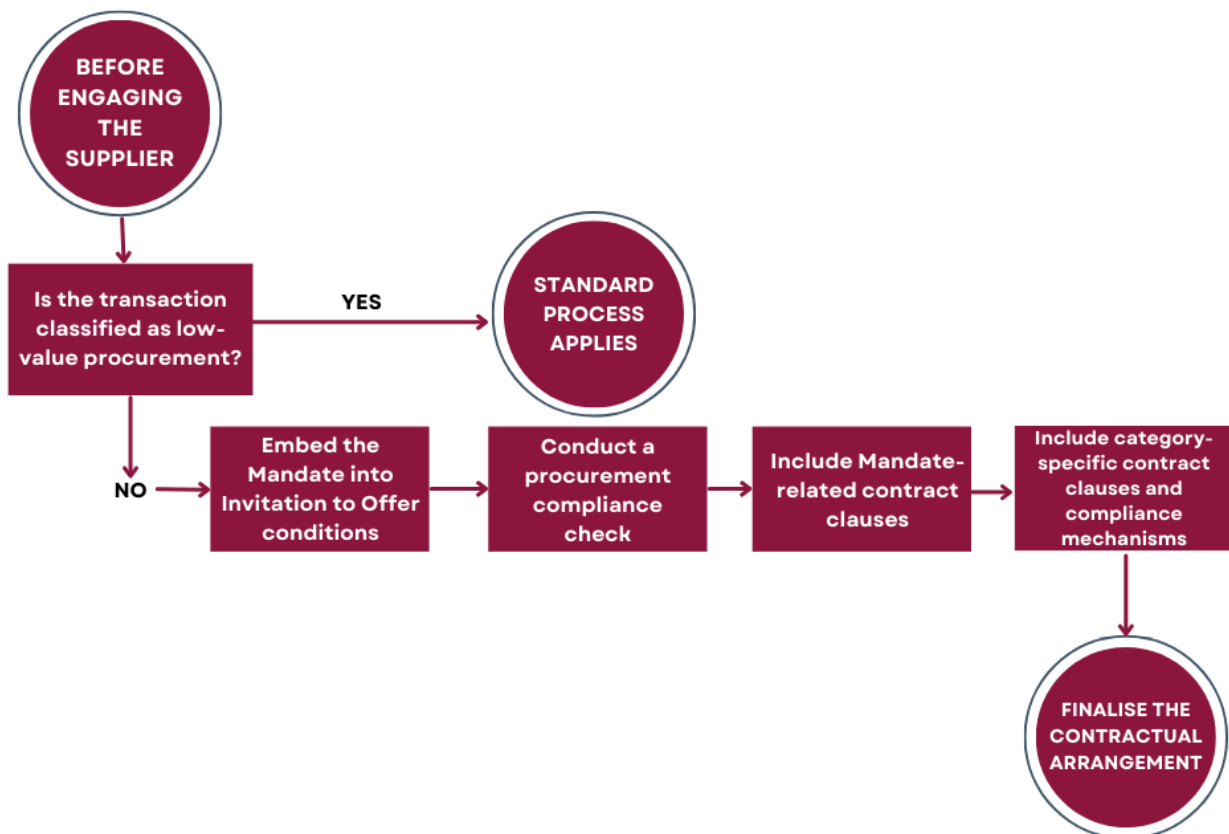 BEFORE
ENGAGING
THE
SUPPLIER
Is the transaction
classified as low-
value procurement?
YES
STANDARD
PROCESS
APPLIES
NO
Embed the
Mandate into
Invitation to Offer
conditions
Conduct a
procurement
compliance
check
Include Mandate-
related contract
clauses
Include category-
specific contract
clauses and
compliance
mechanisms
FINALISE THE
CONTRACTUAL
ARRANGEMENT